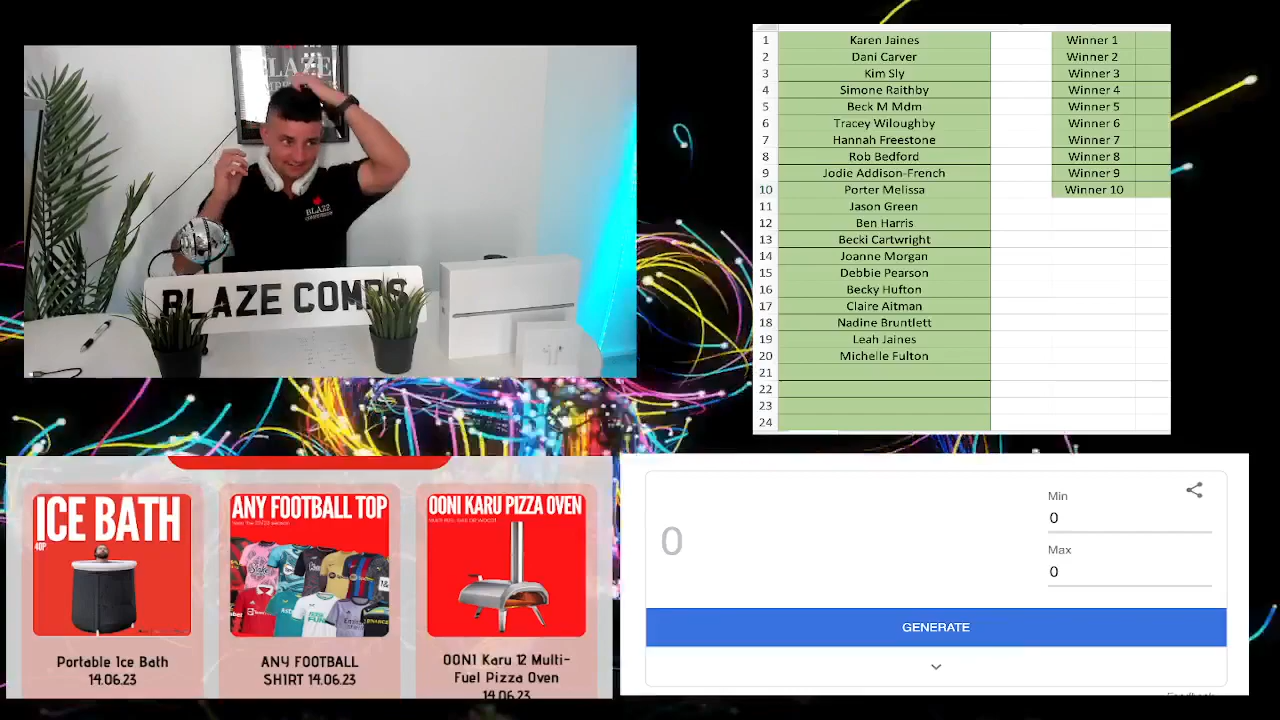 BLAZE
BLAZE
BLAZE COMPS
1 Karen Jaines Winner 1
2 Dani Carver Winner 2
3 Kim Sly Winner 3
4 Simone Raithby Winner 4
5 Beck M Mdm Winner 5
6 Tracey Wiloughby Winner 6
7 Hannah Freestone Winner 7
8 Rob Bedford Winner 8
9 Jodie Addison-French Winner 9
10 Porter Melissa Winner 10
11 Jason Green
12 Ben Harris
13 Becki Cartwright
14 Joanne Morgan
15 Debbie Pearson
16 Becky Hufton
17 Claire Aitman
18 Nadine Bruntlett
19 Leah Jaines
20 Michelle Fulton
21
22
23
24
ICE BATH
40P
Portable Ice Bath
14.06.23
ANY FOOTBALL TOP
ANY FOOTBALL
SHIRT 14.06.23
OONI KARU PIZZA OVEN
OONI Karu 12 Multi-
Fuel Pizza Oven
14.06.23
0
Min
0
Max
0
GENERATE
Feedback